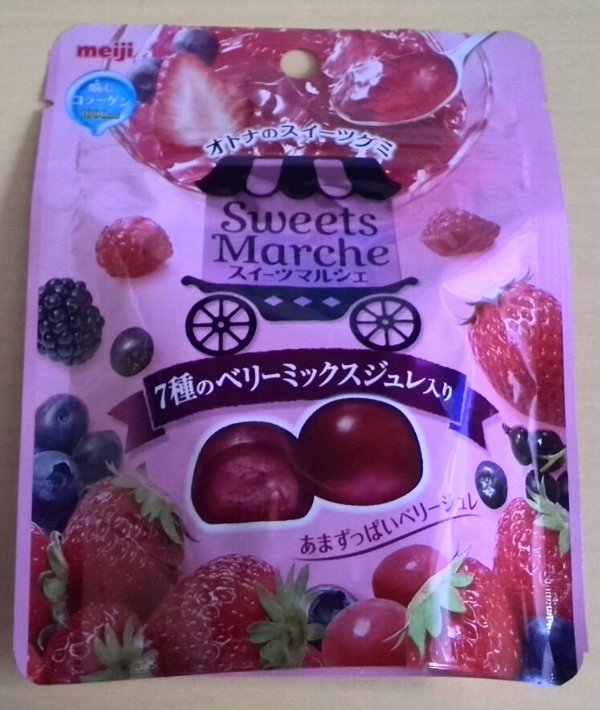 meiji
噛む
コラーゲン
オトナのスイーツグミ
Sweets
Marche
スイーツマルシェ
7種のベリーミックスジュレ入り
あまずっぱいベリージュレ